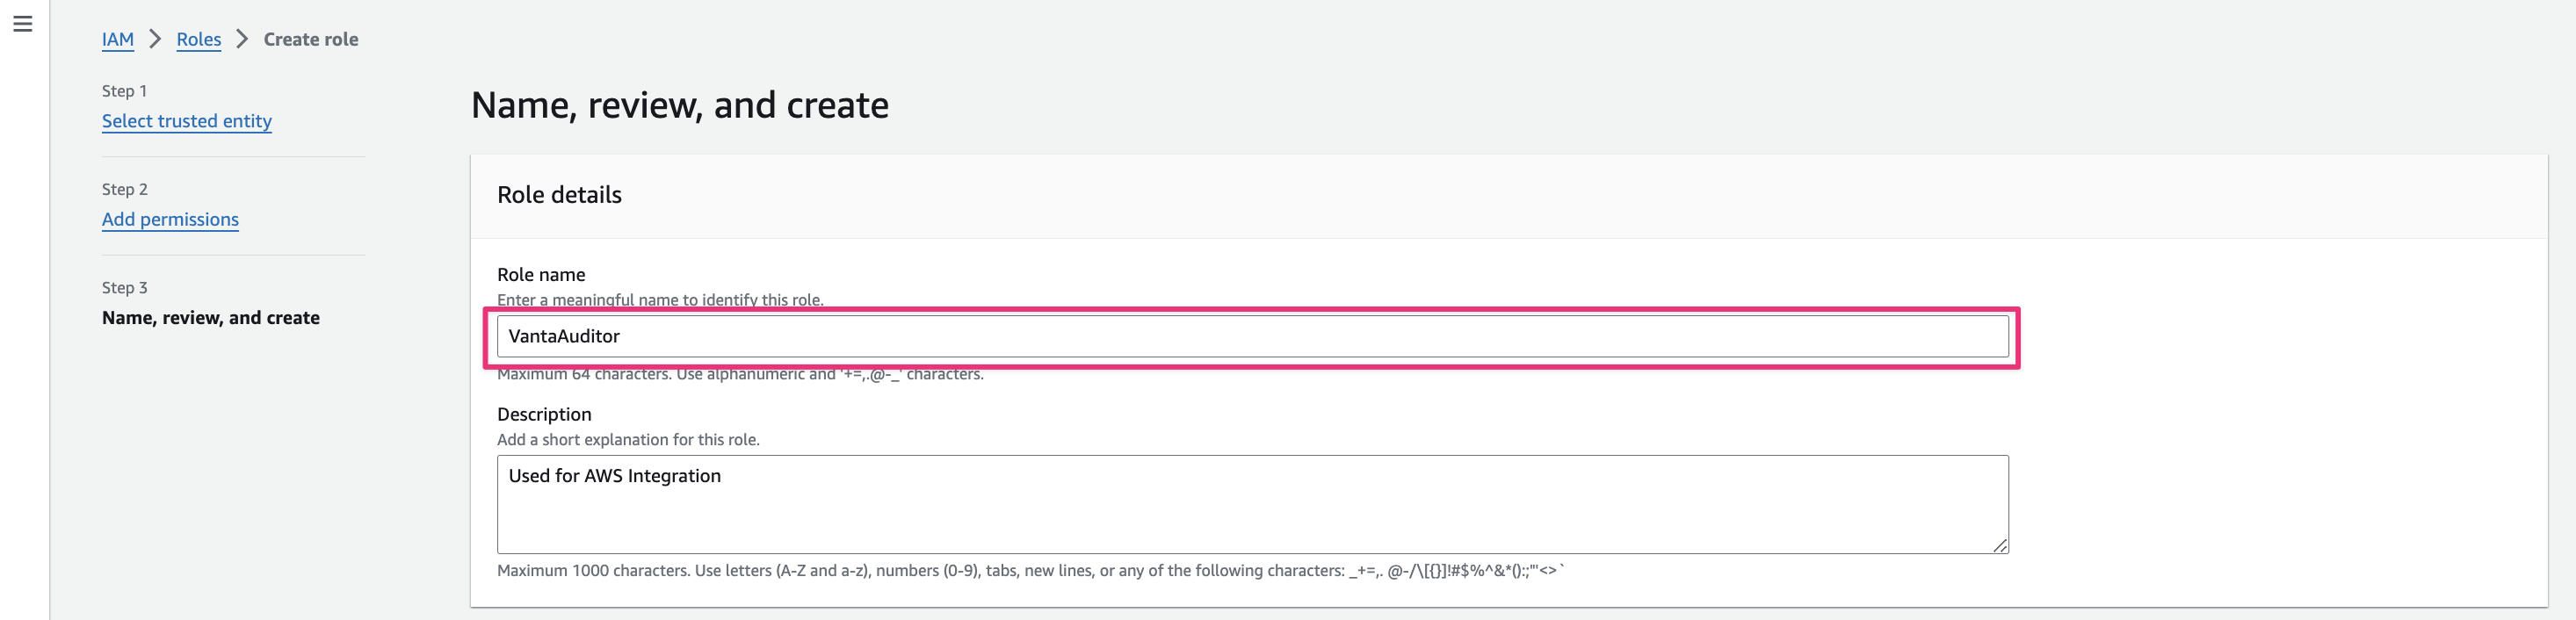 IAM > Roles > Create role
Step 1
Select trusted entity
Step 2
Add permissions
Step 3
Name, review, and create
Name, review, and create
Role details
Role name
Enter a meaningful name to identify this role.
VantaAuditor
Maximum 64 characters. Use alphanumeric and '+=,.@-_' characters.
Description
Add a short explanation for this role.
Used for AWS Integration
Maximum 1000 characters. Use letters (A-Z and a-z), numbers (0-9), tabs, new lines, or any of the following characters: _+=,. @-/\[{}]!#$%^&*():;"'<>`